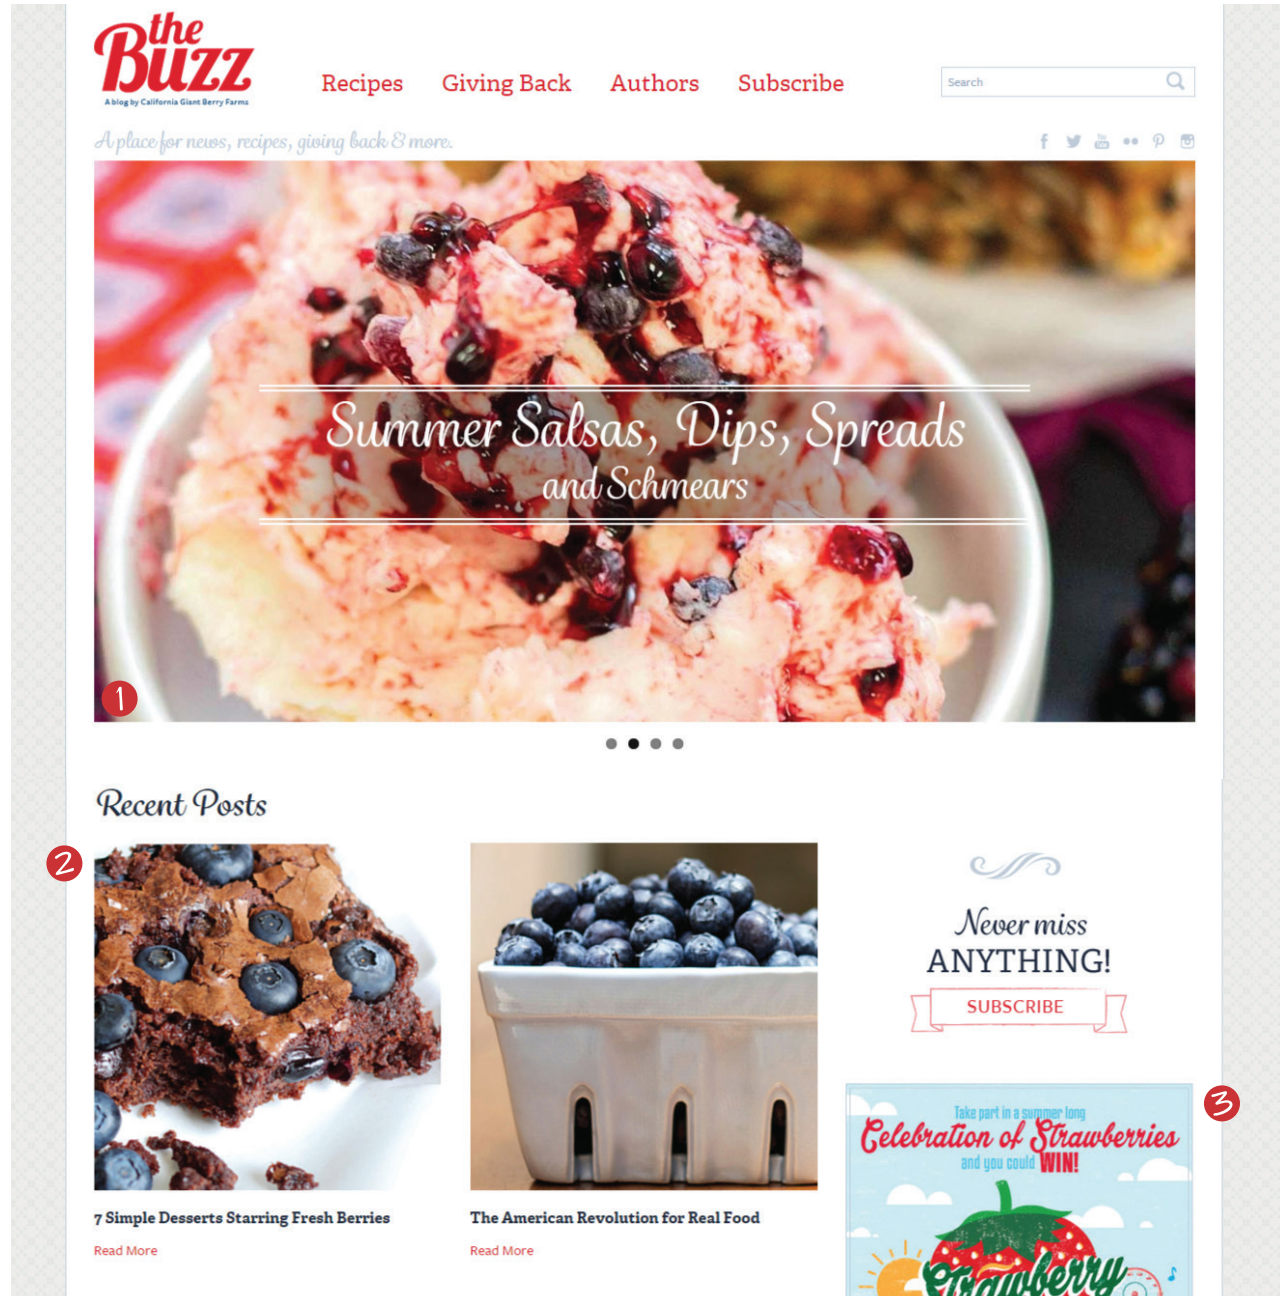 the
Buzz
A blog by California Giant Berry Farms
Recipes Giving Back Authors Subscribe
Search
A place for news, recipes, giving back & more.
You
Tube
Summer Salsas, Dips, Spreads
and Schmears
1
Recent Posts
2
Never miss
ANYTHING!
SUBSCRIBE
3
Take part in a summer long
Celebration of Strawberries
and you could WIN!
Strawberry
7 Simple Desserts Starring Fresh Berries
Read More
The American Revolution for Real Food
Read More